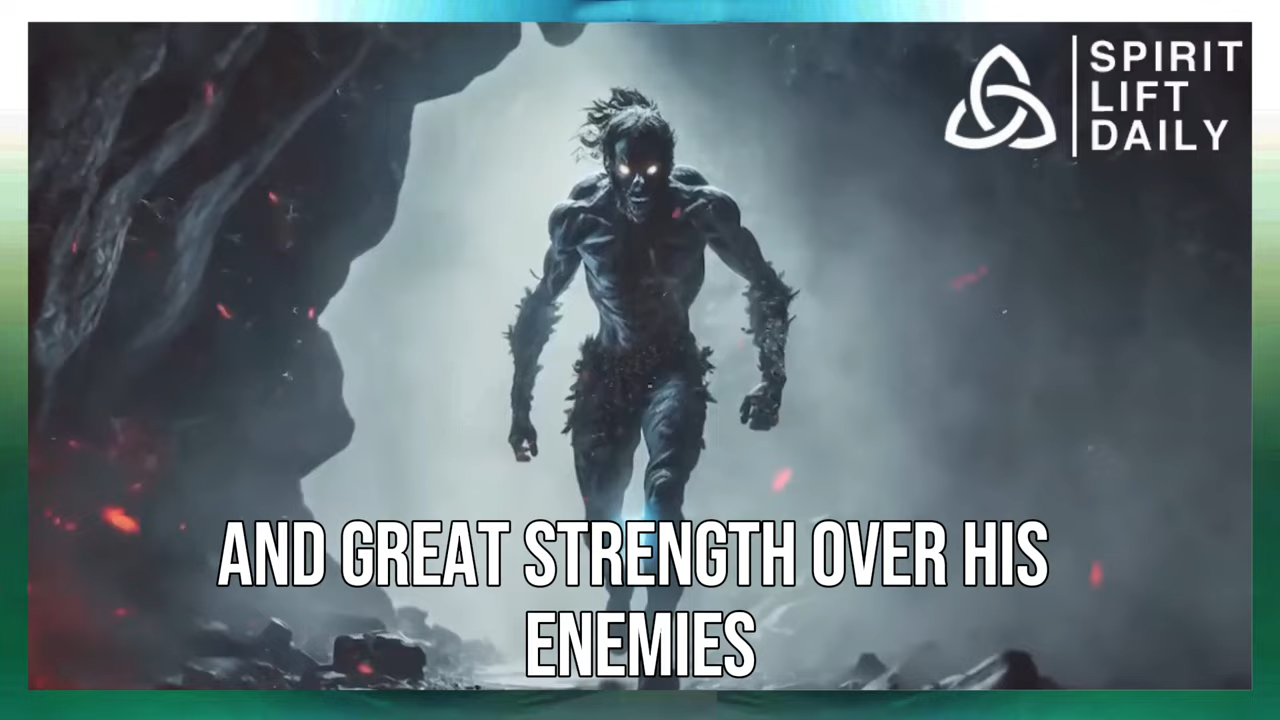 SPIRIT
LIFT
DAILY
AND GREAT STRENGTH OVER HIS
ENEMIES